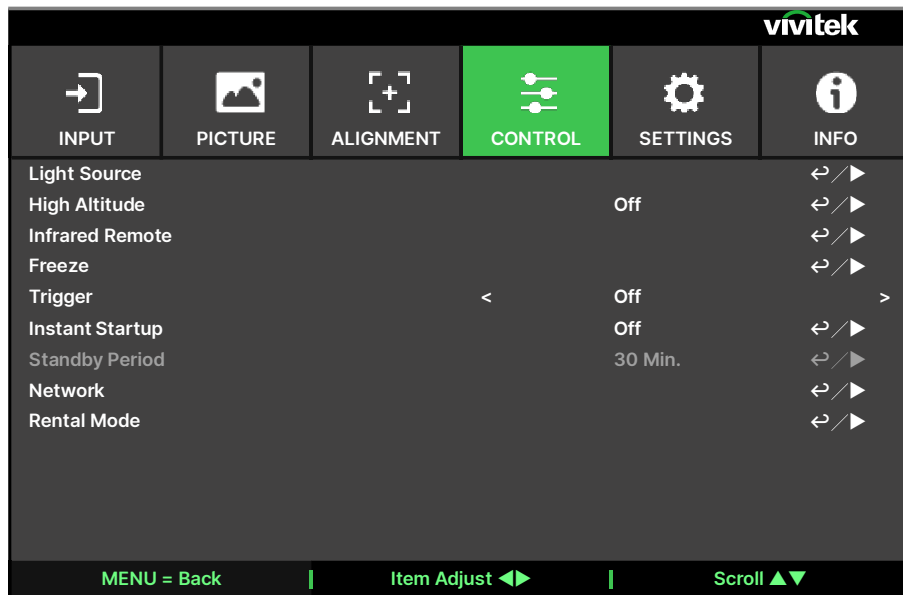 vivitek
INPUT PICTURE ALIGNMENT CONTROL SETTINGS INFO
Light Source
High Altitude Off
Infrared Remote
Freeze
Trigger < Off >
Instant Startup Off
Standby Period 30 Min.
Network
Rental Mode
MENU = Back Item Adjust ◀▶ Scroll ▲▼